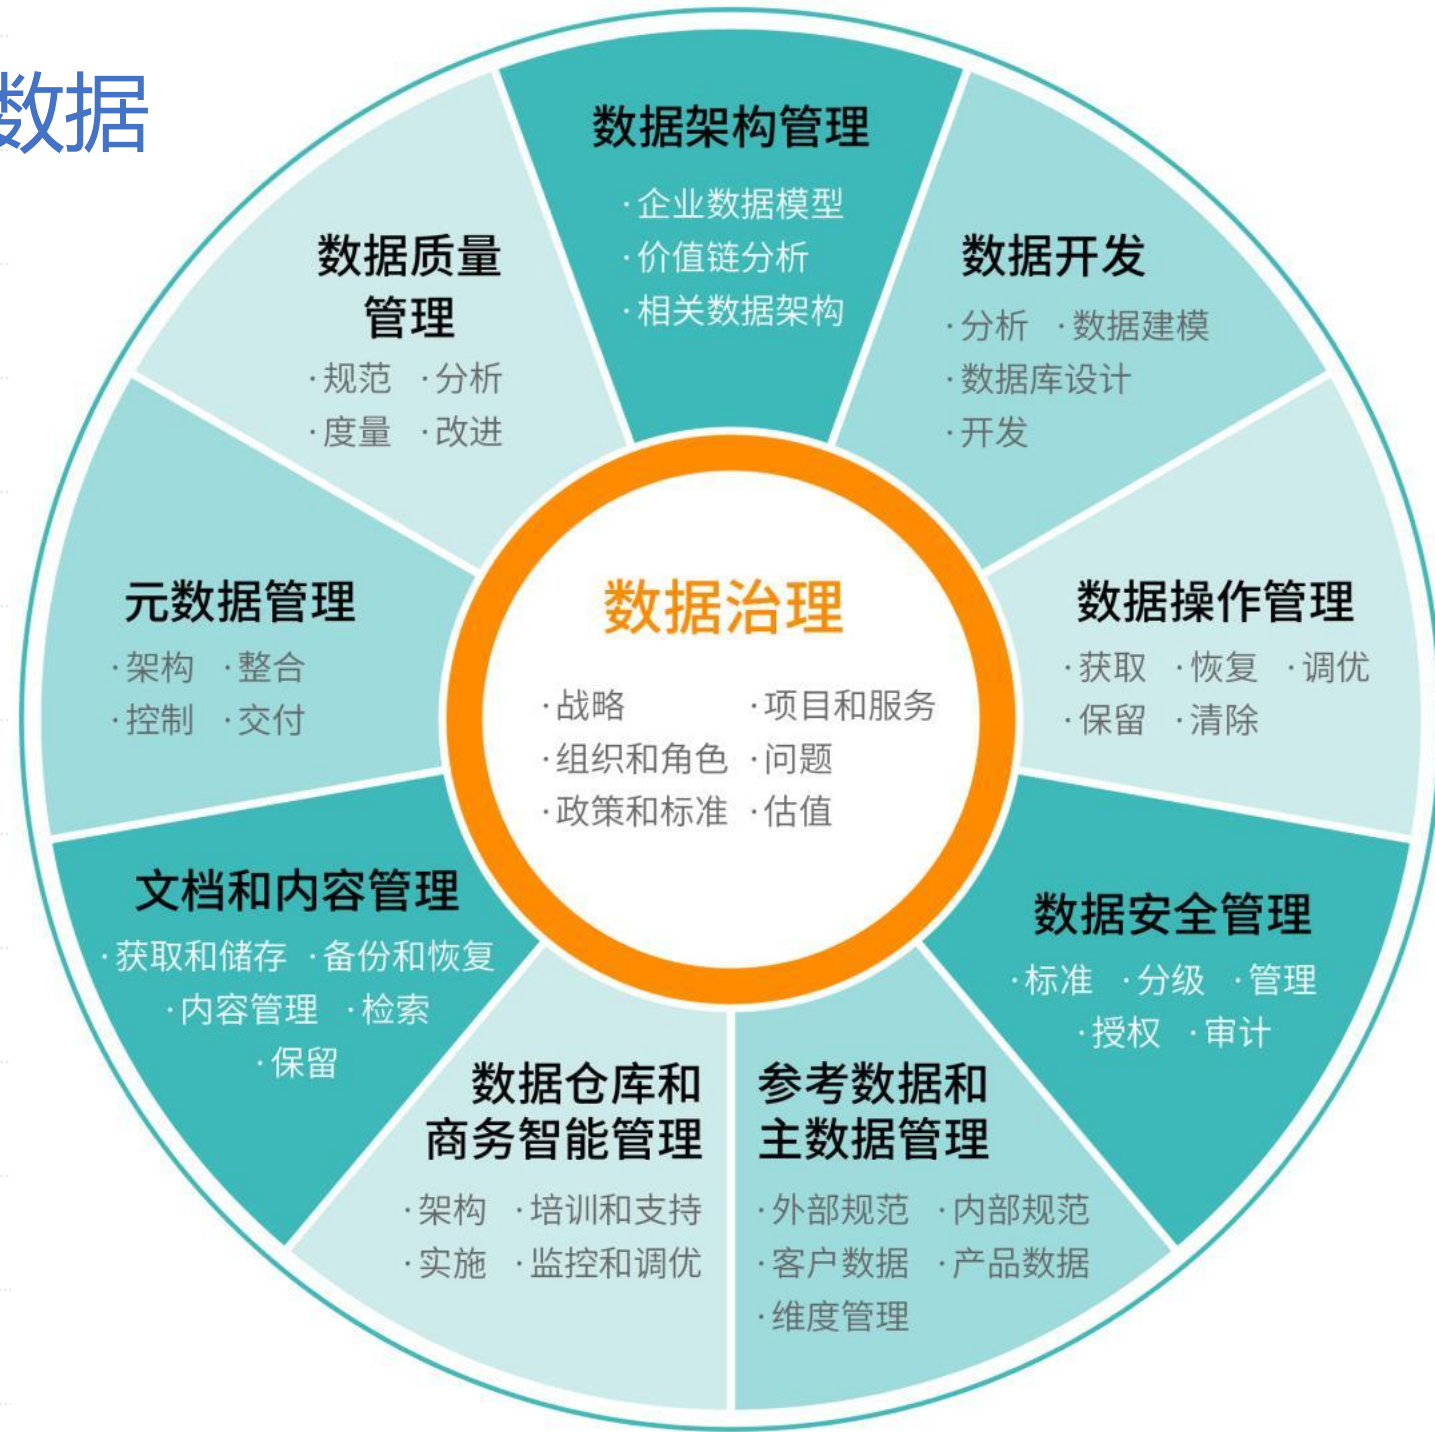 数据
数据架构管理
·企业数据模型
·价值链分析
·相关数据架构
数据开发
·分析 ·数据建模
·数据库设计
·开发
数据操作管理
·获取 ·恢复 ·调优
·保留 ·清除
数据安全管理
·标准 ·分级 ·管理
·授权 ·审计
参考数据和
主数据管理
·外部规范 ·内部规范
·客户数据 ·产品数据
·维度管理
数据仓库和
商务智能管理
·架构 ·培训和支持
·实施 ·监控和调优
文档和内容管理
·获取和储存 ·备份和恢复
·内容管理 ·检索
·保留
元数据管理
·架构 ·整合
·控制 ·交付
数据质量
管理
·规范 ·分析
·度量 ·改进
数据治理
·战略 ·项目和服务
·组织和角色 ·问题
·政策和标准 ·估值